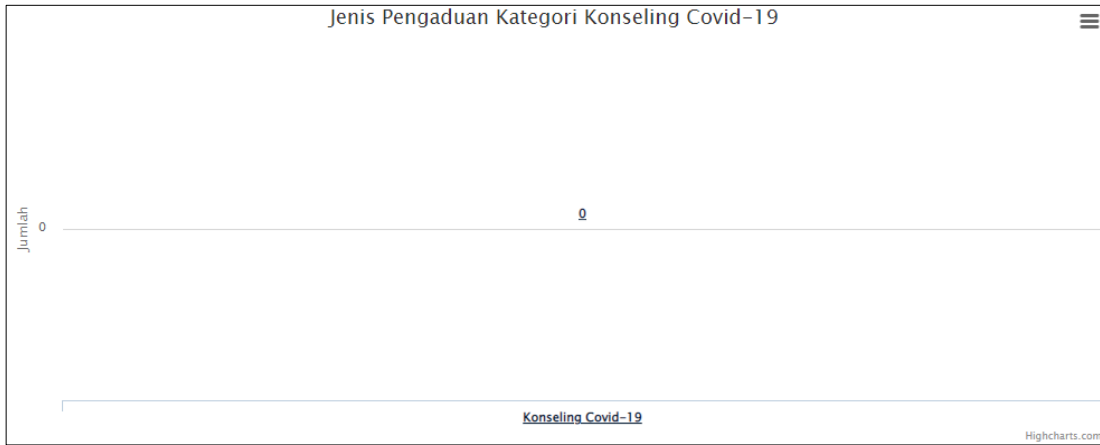 Jenis Pengaduan Kategori Konseling Covid-19
Jumlah
0
0
Konseling Covid-19
Highcharts.com